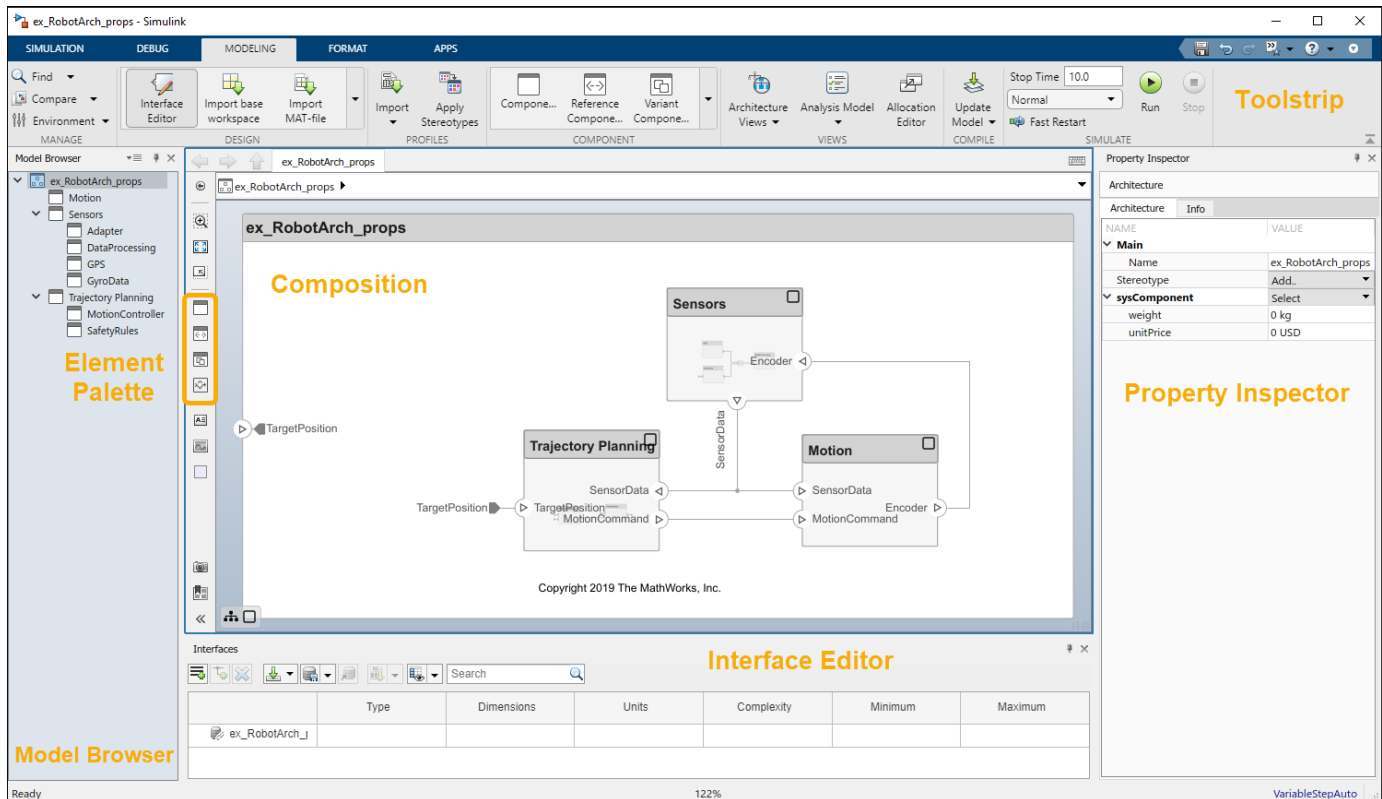 ex_RobotArch_props - Simulink
SIMULATION DEBUG MODELING FORMAT APPS
Find
Compare
Environment
MANAGE
Interface
Editor
Import base
workspace
Import
MAT-file
DESIGN
Import
Apply
Stereotypes
PROFILES
Compone...
Reference
Compone...
Variant
Compone...
COMPONENT
Architecture
Views
Analysis Model
Allocation
Editor
VIEWS
Update
Model
COMPILE
Stop Time 10.0
Normal
Fast Restart
Run
Stop
SIMULATE
Toolstrip
Model Browser
ex_RobotArch_props
Motion
Sensors
Adapter
DataProcessing
GPS
GyroData
Trajectory Planning
MotionController
SafetyRules
Element
Palette
Model Browser
ex_RobotArch_props
ex_RobotArch_props
ex_RobotArch_props
Composition
Sensors
Encoder
SensorData
TargetPosition
Trajectory Planning
SensorData
TargetPosition
TargetPosition
MotionCommand
Motion
SensorData
Encoder
MotionCommand
Copyright 2019 The MathWorks, Inc.
Interfaces
Interface Editor
Search
Type Dimensions Units Complexity Minimum Maximum
Property Inspector
Architecture
Architecture Info
NAME VALUE
Main
Name ex_RobotArch_props
Stereotype Add..
sysComponent Select
weight 0 kg
unitPrice 0 USD
Property Inspector
Ready
122%
VariableStepAuto